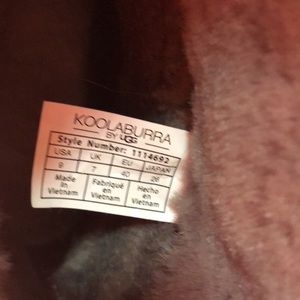 KOOLABURRA
BY UGG
Style Number: 1114692
USA UK EU JAPAN
9 7 40 26
Made in Vietnam Fabriqué en Vietnam Hecho en Vietnam